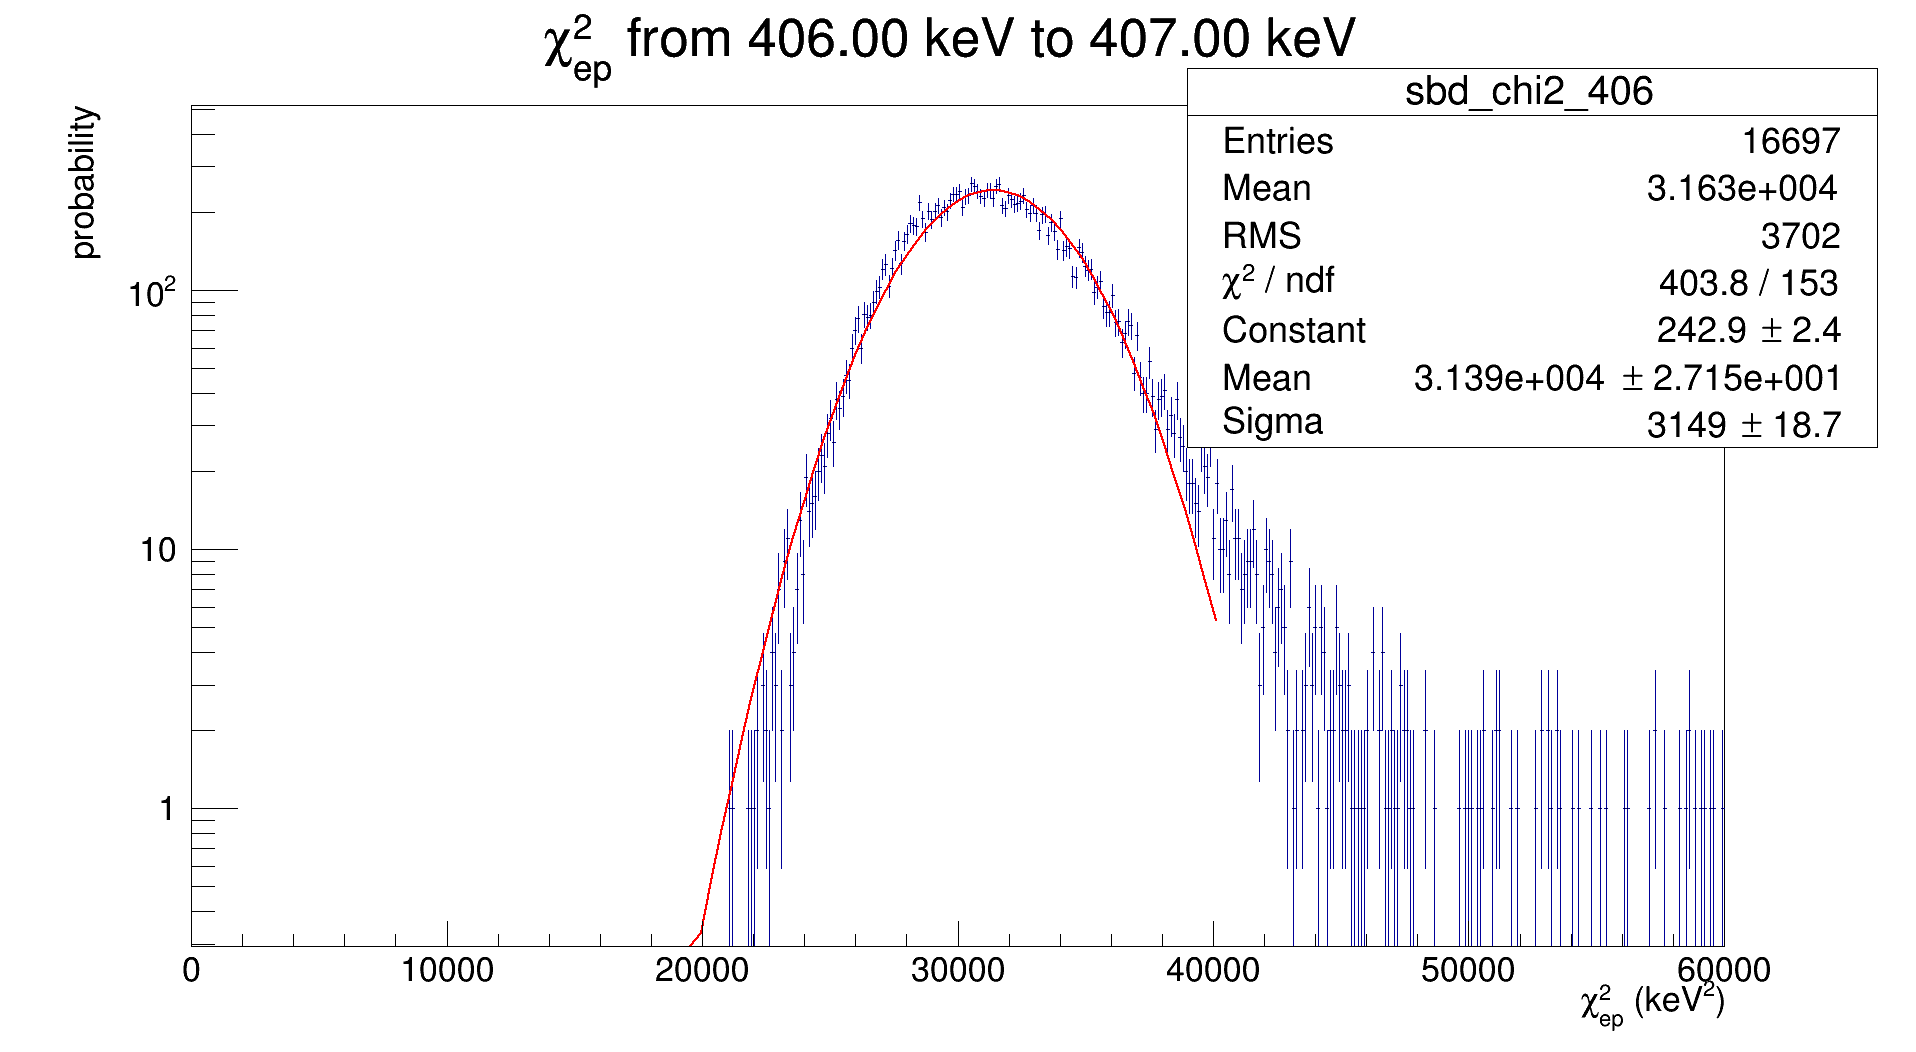 χ²ep from 406.00 keV to 407.00 keV
probability
sbd_chi2_406
Entries 16697
Mean 3.163e+004
RMS 3702
χ² / ndf 403.8 / 153
Constant 242.9 ± 2.4
Mean 3.139e+004 ± 2.715e+001
Sigma 3149 ± 18.7
10²
10
1
0 10000 20000 30000 40000 50000 60000
χ²ep (keV²)